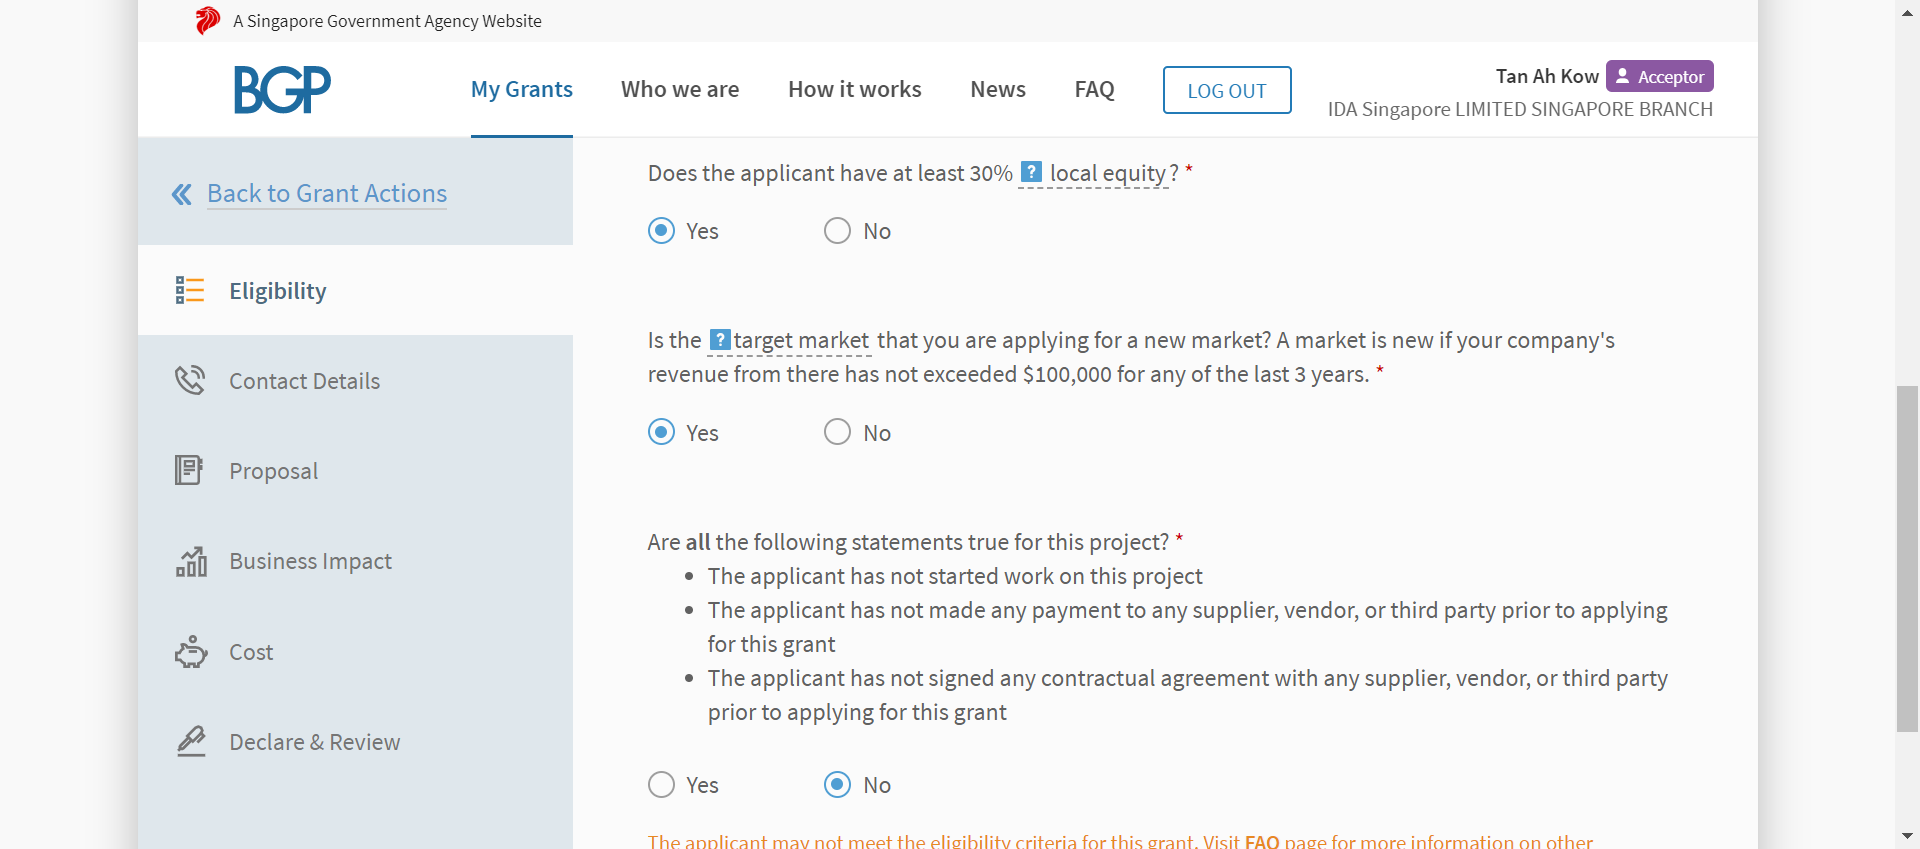 A Singapore Government Agency Website
BGP
My Grants
Who we are
How it works
News
FAQ
LOG OUT
Tan Ah Kow
Acceptor
IDA Singapore LIMITED SINGAPORE BRANCH
Back to Grant Actions
Eligibility
Contact Details
Proposal
Business Impact
Cost
Declare & Review
Does the applicant have at least 30% ? local equity? *
Yes No
Is the ? target market that you are applying for a new market? A market is new if your company's
revenue from there has not exceeded $100,000 for any of the last 3 years. *
Yes No
Are all the following statements true for this project? *
• The applicant has not started work on this project
• The applicant has not made any payment to any supplier, vendor, or third party prior to applying
for this grant
• The applicant has not signed any contractual agreement with any supplier, vendor, or third party
prior to applying for this grant
Yes No
The applicant may not meet the eligibility criteria for this grant. Visit FAQ page for more information on other